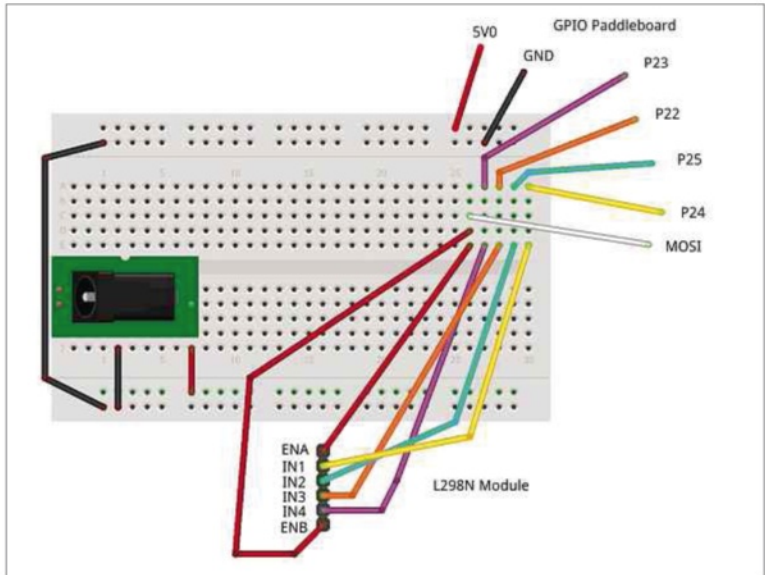 5V0
GPIO Paddleboard
GND
P23
P22
P25
P24
MOSI
ENA
IN1
IN2
IN3
IN4
ENB
L298N Module